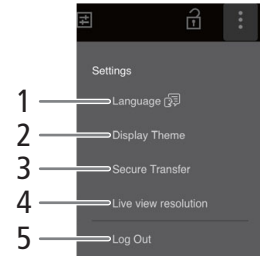 Settings
1 Language
2 Display Theme
3 Secure Transfer
4 Live view resolution
5 Log Out